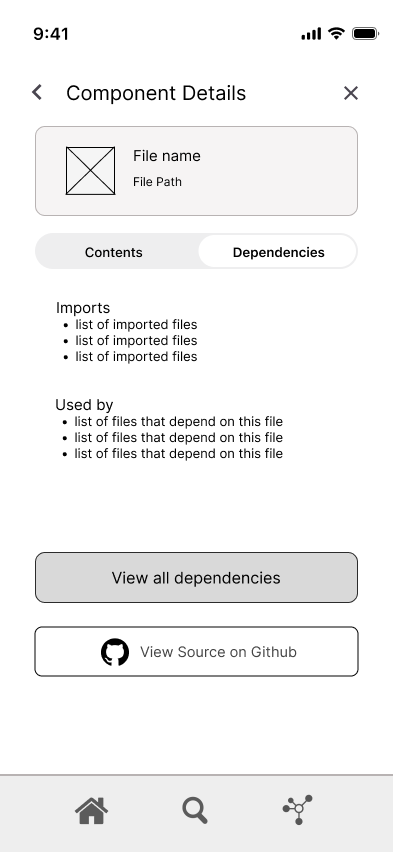 9:41
Component Details
File name
File Path
Contents
Dependencies
Imports
• list of imported files
• list of imported files
• list of imported files
Used by
• list of files that depend on this file
• list of files that depend on this file
• list of files that depend on this file
View all dependencies
View Source on Github